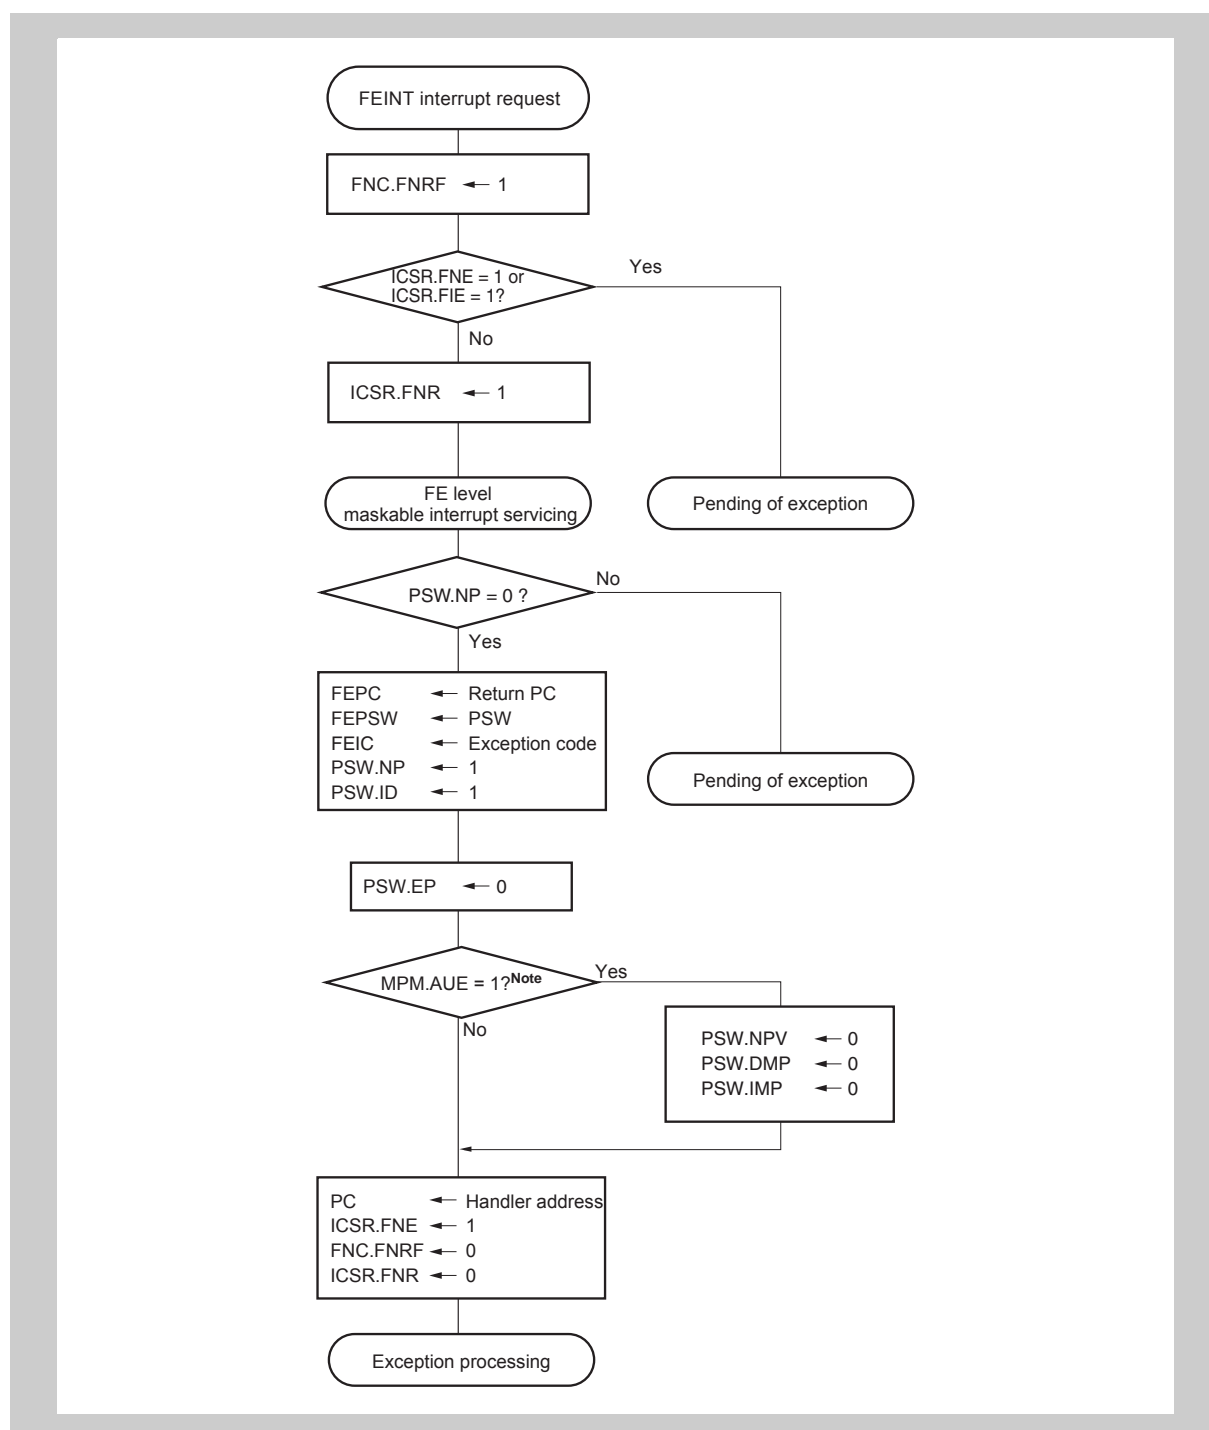 FEINT interrupt request
FNC.FNRF ← 1
ICSR.FNE = 1 or
ICSR.FIE = 1?
Yes
No
ICSR.FNR ← 1
FE level
maskable interrupt servicing
Pending of exception
PSW.NP = 0 ?
No
Yes
FEPC ← Return PC
FEPSW ← PSW
FEIC ← Exception code
PSW.NP ← 1
PSW.ID ← 1
Pending of exception
PSW.EP ← 0
MPM.AUE = 1?Note
Yes
No
PSW.NPV ← 0
PSW.DMP ← 0
PSW.IMP ← 0
PC ← Handler address
ICSR.FNE ← 1
FNC.FNRF ← 0
ICSR.FNR ← 0
Exception processing